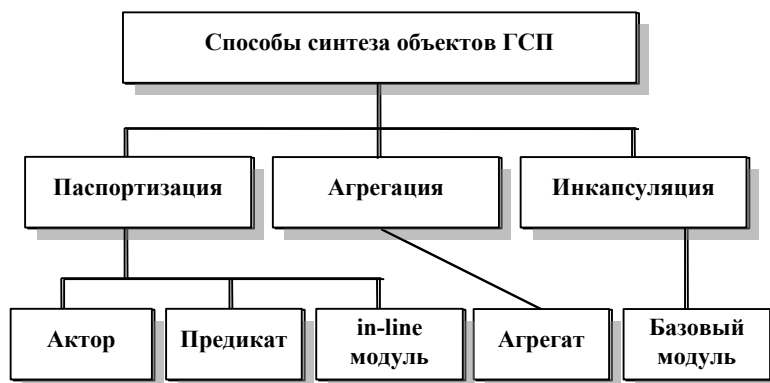 Способы синтеза объектов ГСП
Паспортизация
Агрегация
Инкапсуляция
Актор
Предикат
in-line
модуль
Агрегат
Базовый
модуль